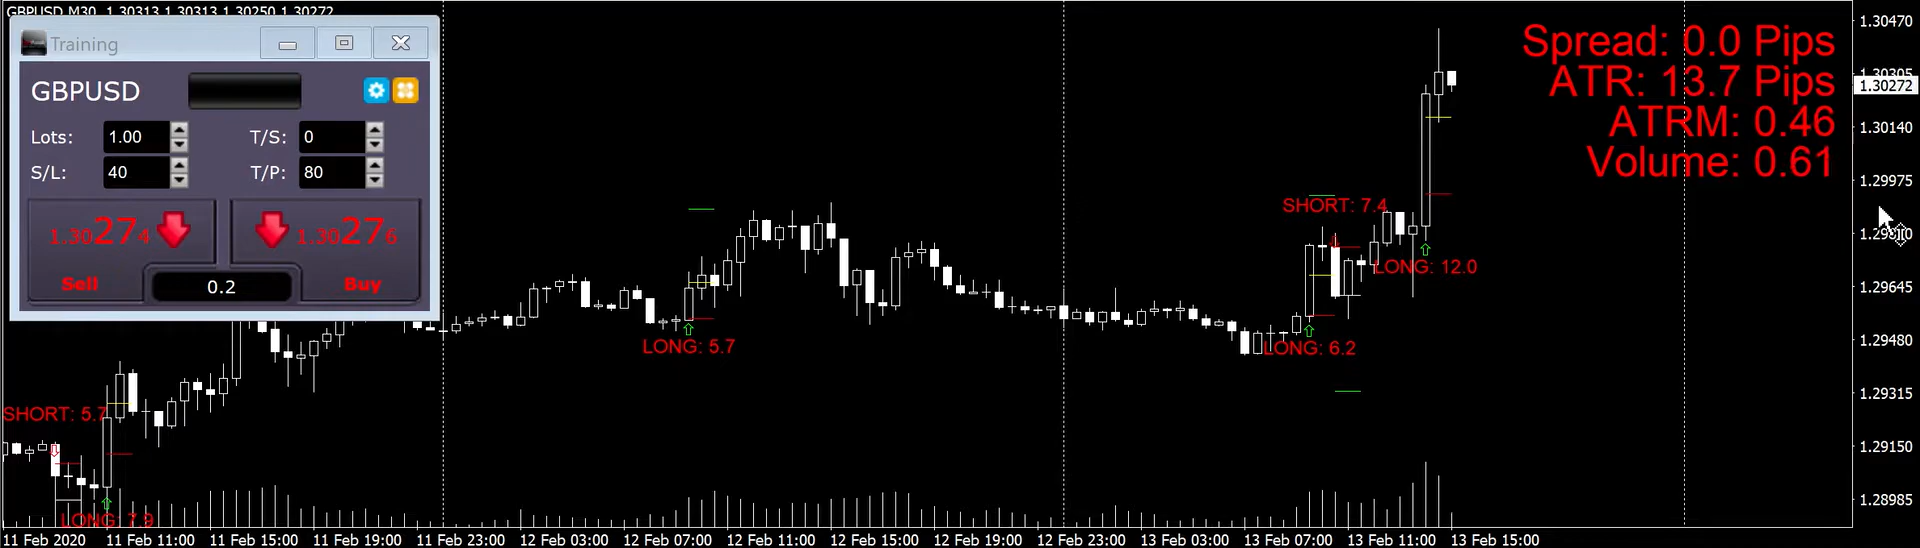 GBPUSD M30 1.30313 1.30313 1.30250 1.30272
Training
GBPUSD
Lots: 1.00 T/S: 0
S/L: 40 T/P: 80
1.30274 1.30276
Sell 0.2 Buy
Spread: 0.0 Pips
ATR: 13.7 Pips
ATRM: 0.46
Volume: 0.61
1.30470
1.30305
1.30272
1.30140
1.29975
1.29645
1.29480
1.29315
1.29150
1.28985
SHORT: 7.4
LONG: 12.0
LONG: 5.7
LONG: 6.2
SHORT: 5.7
LONG: 7.9
11 Feb 2020 11 Feb 11:00 11 Feb 15:00 11 Feb 19:00 11 Feb 23:00 12 Feb 03:00 12 Feb 07:00 12 Feb 11:00 12 Feb 15:00 12 Feb 19:00 12 Feb 23:00 13 Feb 03:00 13 Feb 07:00 13 Feb 11:00 13 Feb 15:00